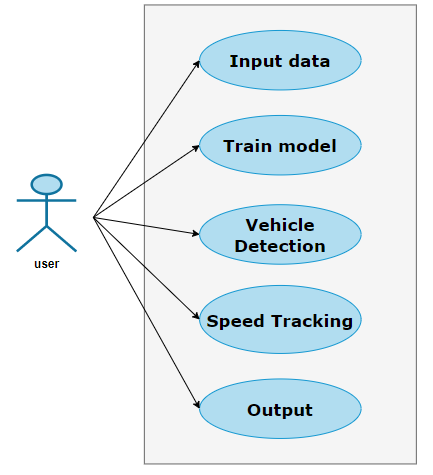 Input data
Train model
Vehicle
Detection
user
Speed Tracking
Output